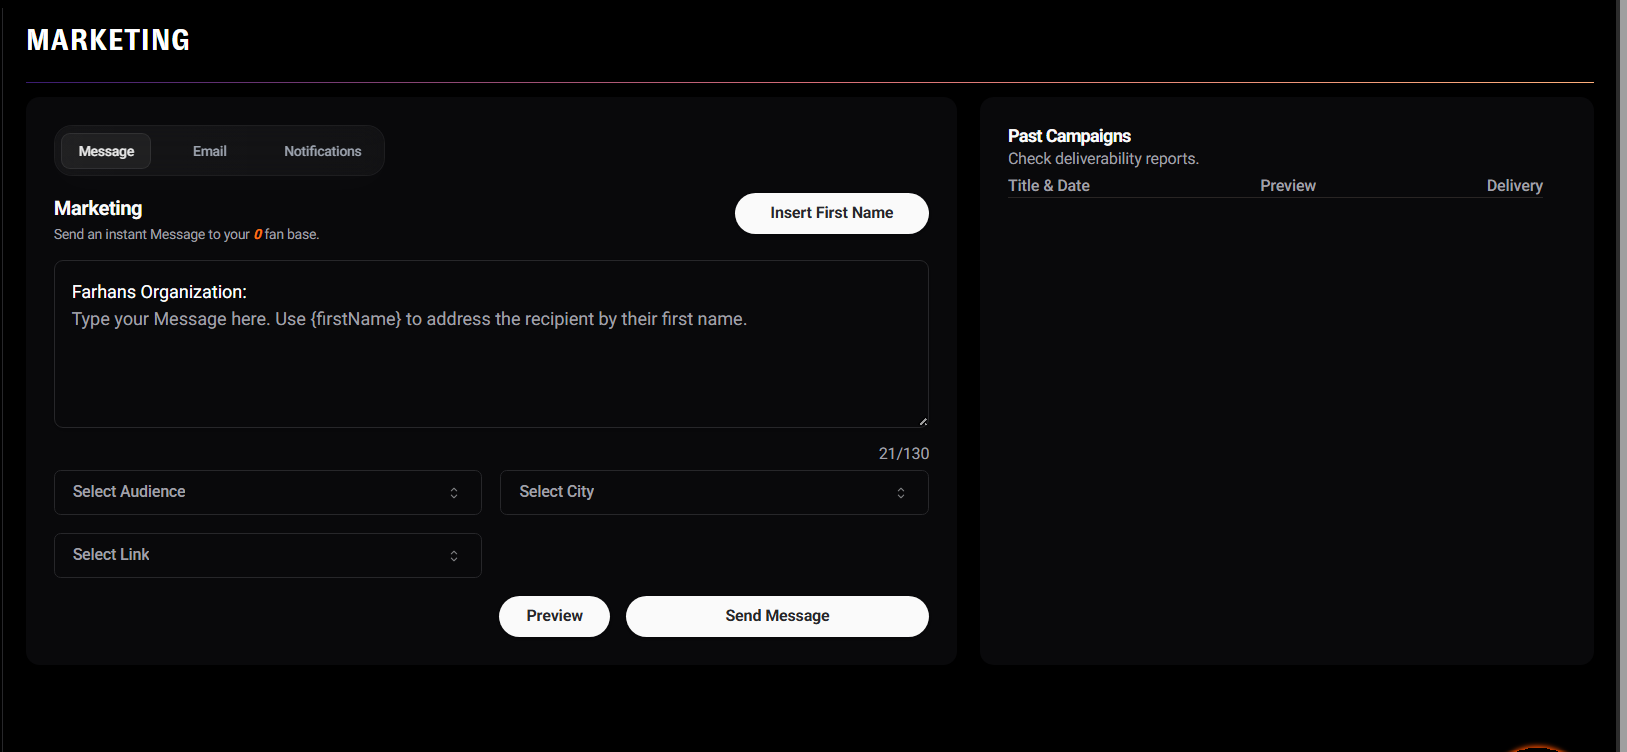 MARKETING
Message Email Notifications
Marketing
Send an instant Message to your 0 fan base.
Insert First Name
Farhans Organization:
Type your Message here. Use {firstName} to address the recipient by their first name.
21/130
Select Audience
Select City
Select Link
Preview
Send Message
Past Campaigns
Check deliverability reports.
Title & Date Preview Delivery